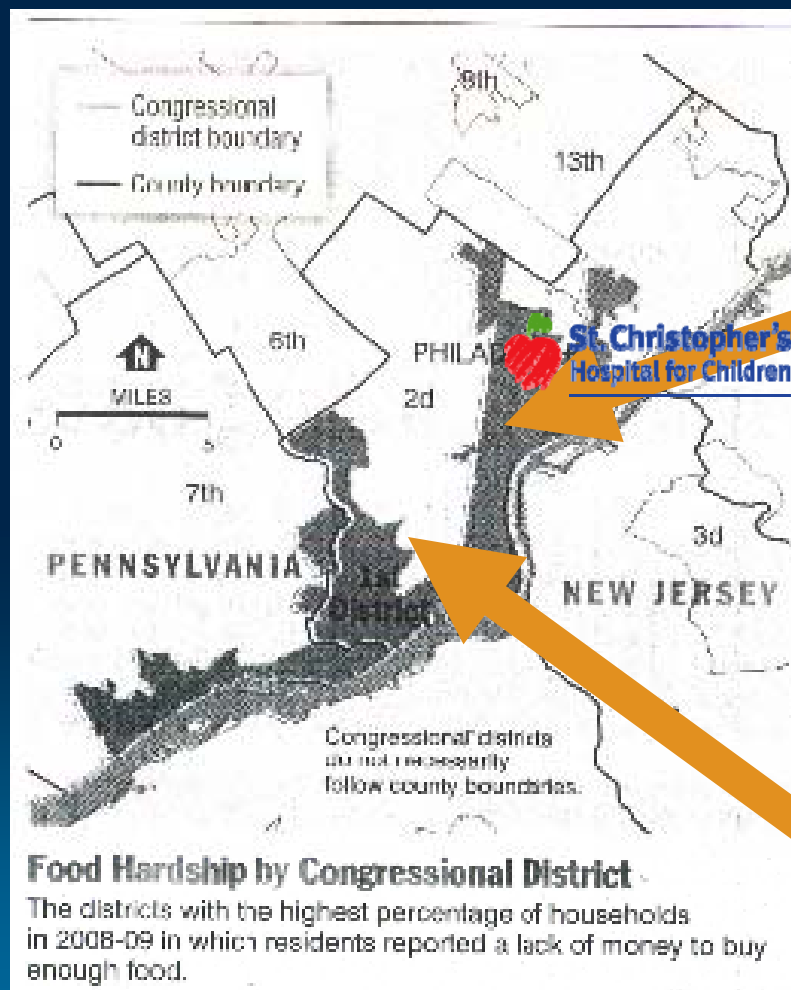 Congressional
district boundary
County boundary
8th
13th
6th
PHILAD
St. Christopher's
Hospital for Children
2d
N
MILES
0 5
7th
3d
PENNSYLVANIA
1st
District
NEW JERSEY
Congressional districts
do not necessarily
follow county boundaries.
Food Hardship by Congressional District
The districts with the highest percentage of households
in 2008-09 in which residents reported a lack of money to buy
enough food.